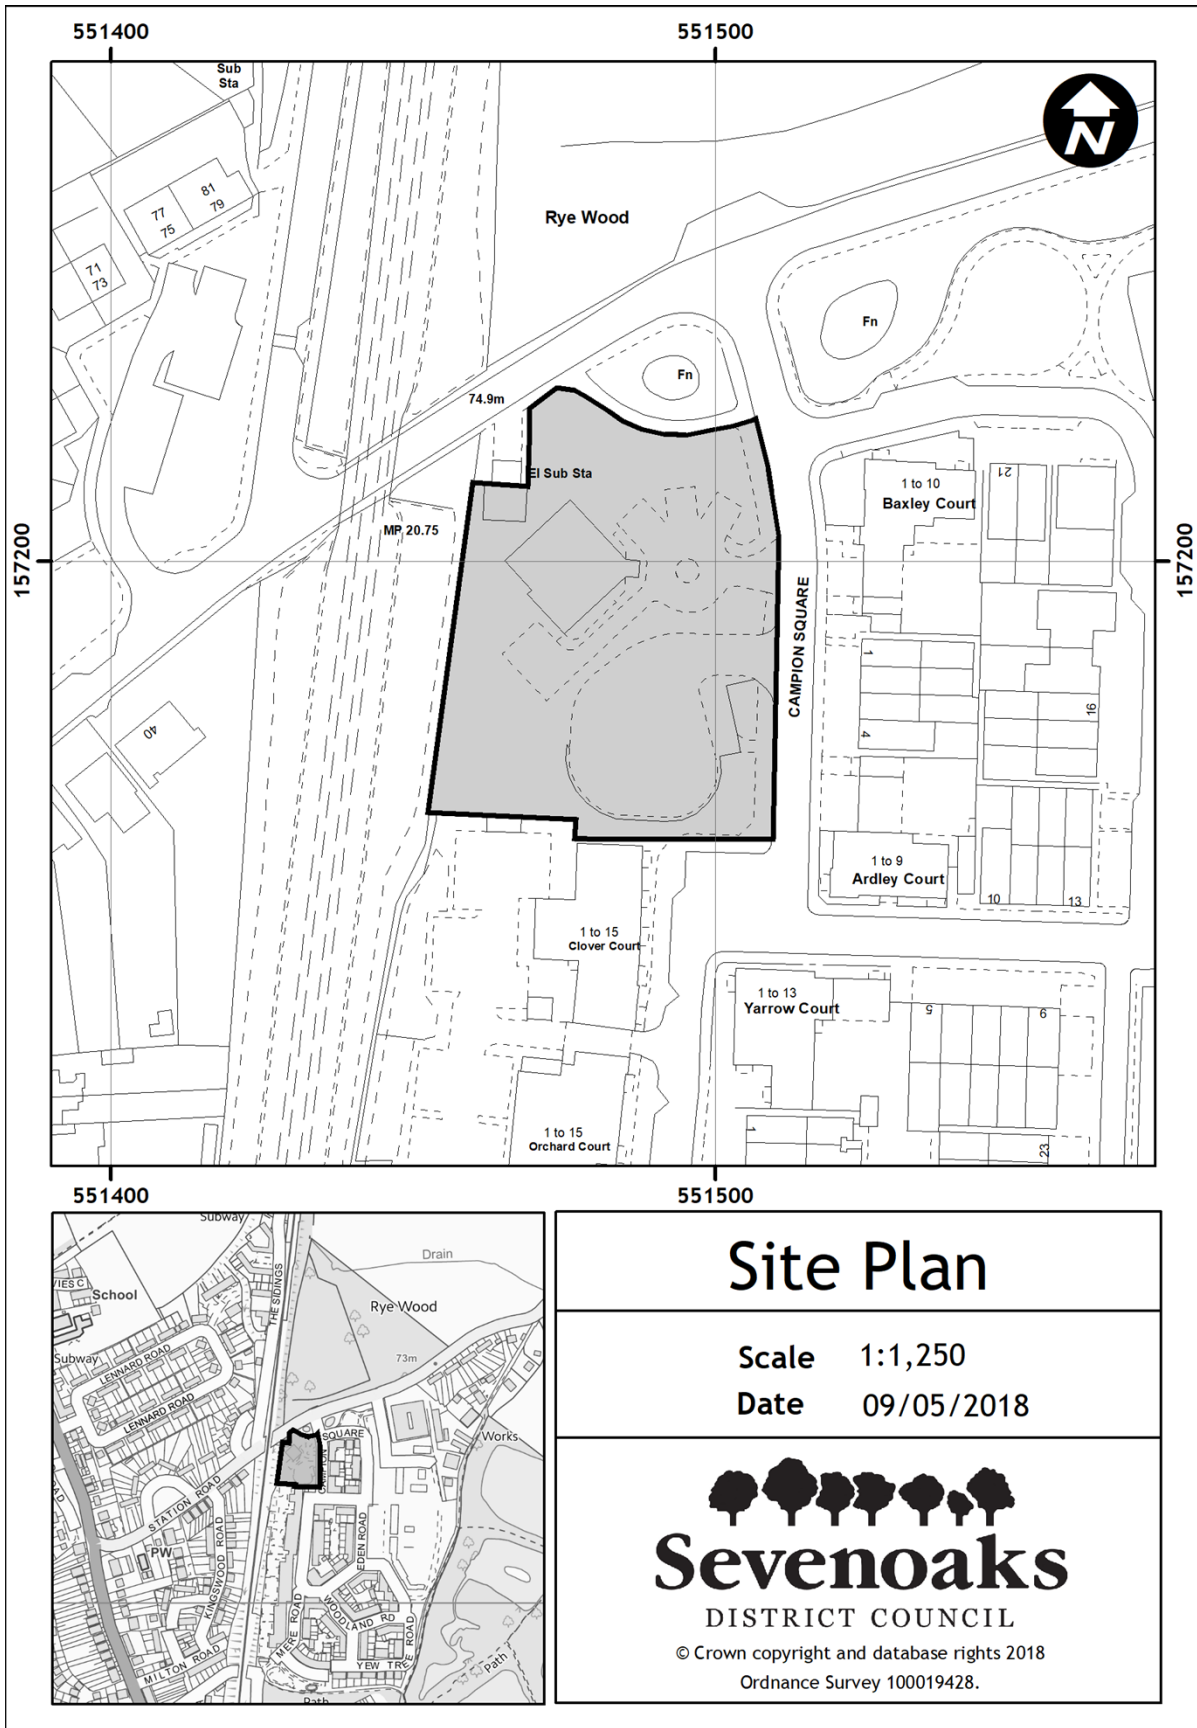 551400
551500
Sub
Sta
N
81
79
77
75
Rye Wood
71
73
Fn
Fn
74.9m
El Sub Sta
1 to 10
Baxley Court
21
MP 20.75
157200
157200
CAMPION SQUARE
1
16
40
4
1 to 9
Ardley Court
10
13
1 to 15
Clover Court
1 to 13
Yarrow Court
5
9
1 to 15
Orchard Court
1
23
551400
551500
Subway
Drain
THE SIDINGS
School
Rye Wood
73m
Subway
LENNARD ROAD
LENNARD ROAD
SQUARE
CAMPION
Works
STATION ROAD
PW
KINGSWOOD ROAD
EDEN ROAD
WOODLAND RD
MERE ROAD
YEW TREE ROAD
MILTON ROAD
Path
Path
Site Plan
Scale 1:1,250
Date 09/05/2018
Sevenoaks
DISTRICT COUNCIL
© Crown copyright and database rights 2018
Ordnance Survey 100019428.